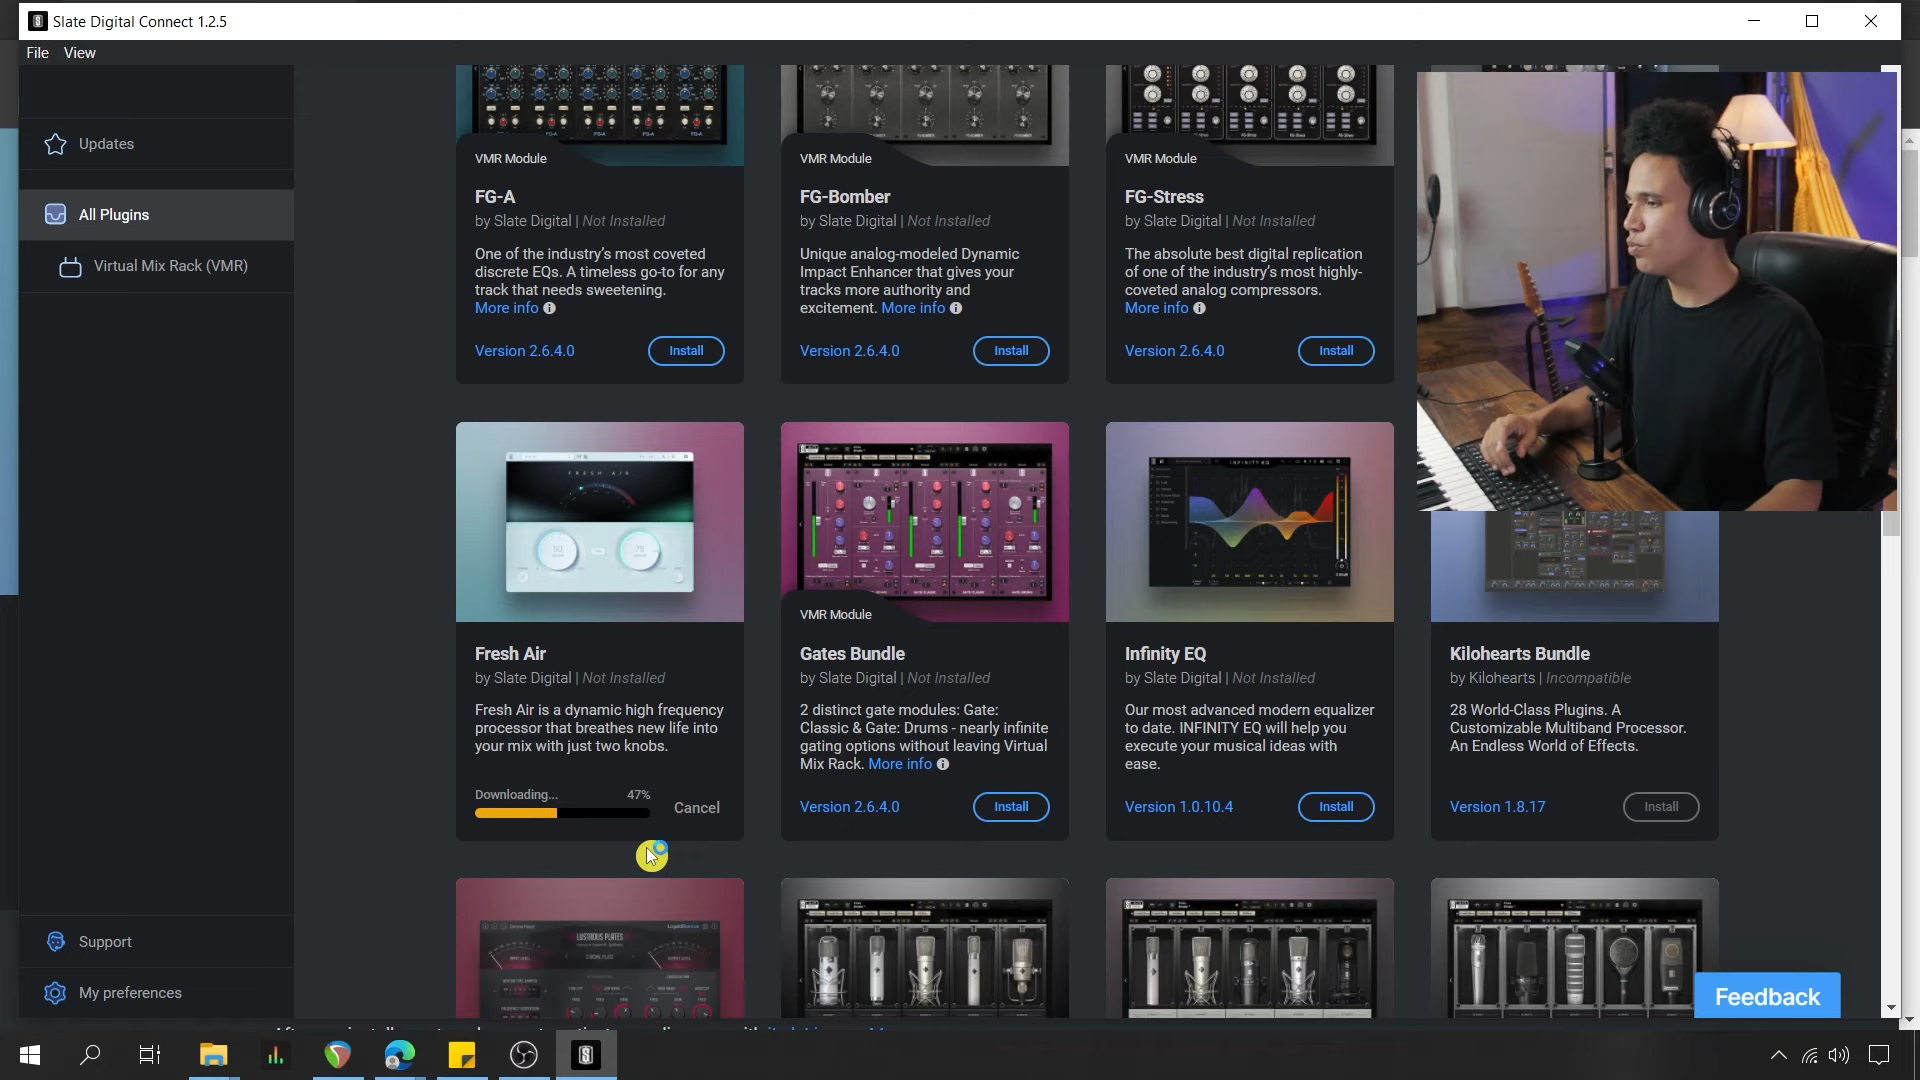 Slate Digital Connect 1.2.5
File View
Updates
All Plugins
Virtual Mix Rack (VMR)
Support
My preferences
VMR Module
FG-A
by Slate Digital | Not Installed
One of the industry's most coveted
discrete EQs. A timeless go-to for any
track that needs sweetening.
More info
Version 2.6.4.0
Install
VMR Module
FG-Bomber
by Slate Digital | Not Installed
Unique analog-modeled Dynamic
Impact Enhancer that gives your
tracks more authority and
excitement. More info
Version 2.6.4.0
Install
VMR Module
FG-Stress
by Slate Digital | Not Installed
The absolute best digital replication
of one of the industry's most highly-
coveted analog compressors.
More info
Version 2.6.4.0
Install
FRESH AIR
Fresh Air
by Slate Digital | Not Installed
Fresh Air is a dynamic high frequency
processor that breathes new life into
your mix with just two knobs.
Downloading... 47%
Cancel
VMR Module
Gates Bundle
by Slate Digital | Not Installed
2 distinct gate modules: Gate:
Classic & Gate: Drums - nearly infinite
gating options without leaving Virtual
Mix Rack. More info
Version 2.6.4.0
Install
INFINITY EQ
Infinity EQ
by Slate Digital | Not Installed
Our most advanced modern equalizer
to date. INFINITY EQ will help you
execute your musical ideas with
ease.
Version 1.0.10.4
Install
Kilohearts Bundle
by Kilohearts | Incompatible
28 World-Class Plugins. A
Customizable Multiband Processor.
An Endless World of Effects.
Version 1.8.17
Install
LUSTROUS PLATES
Feedback